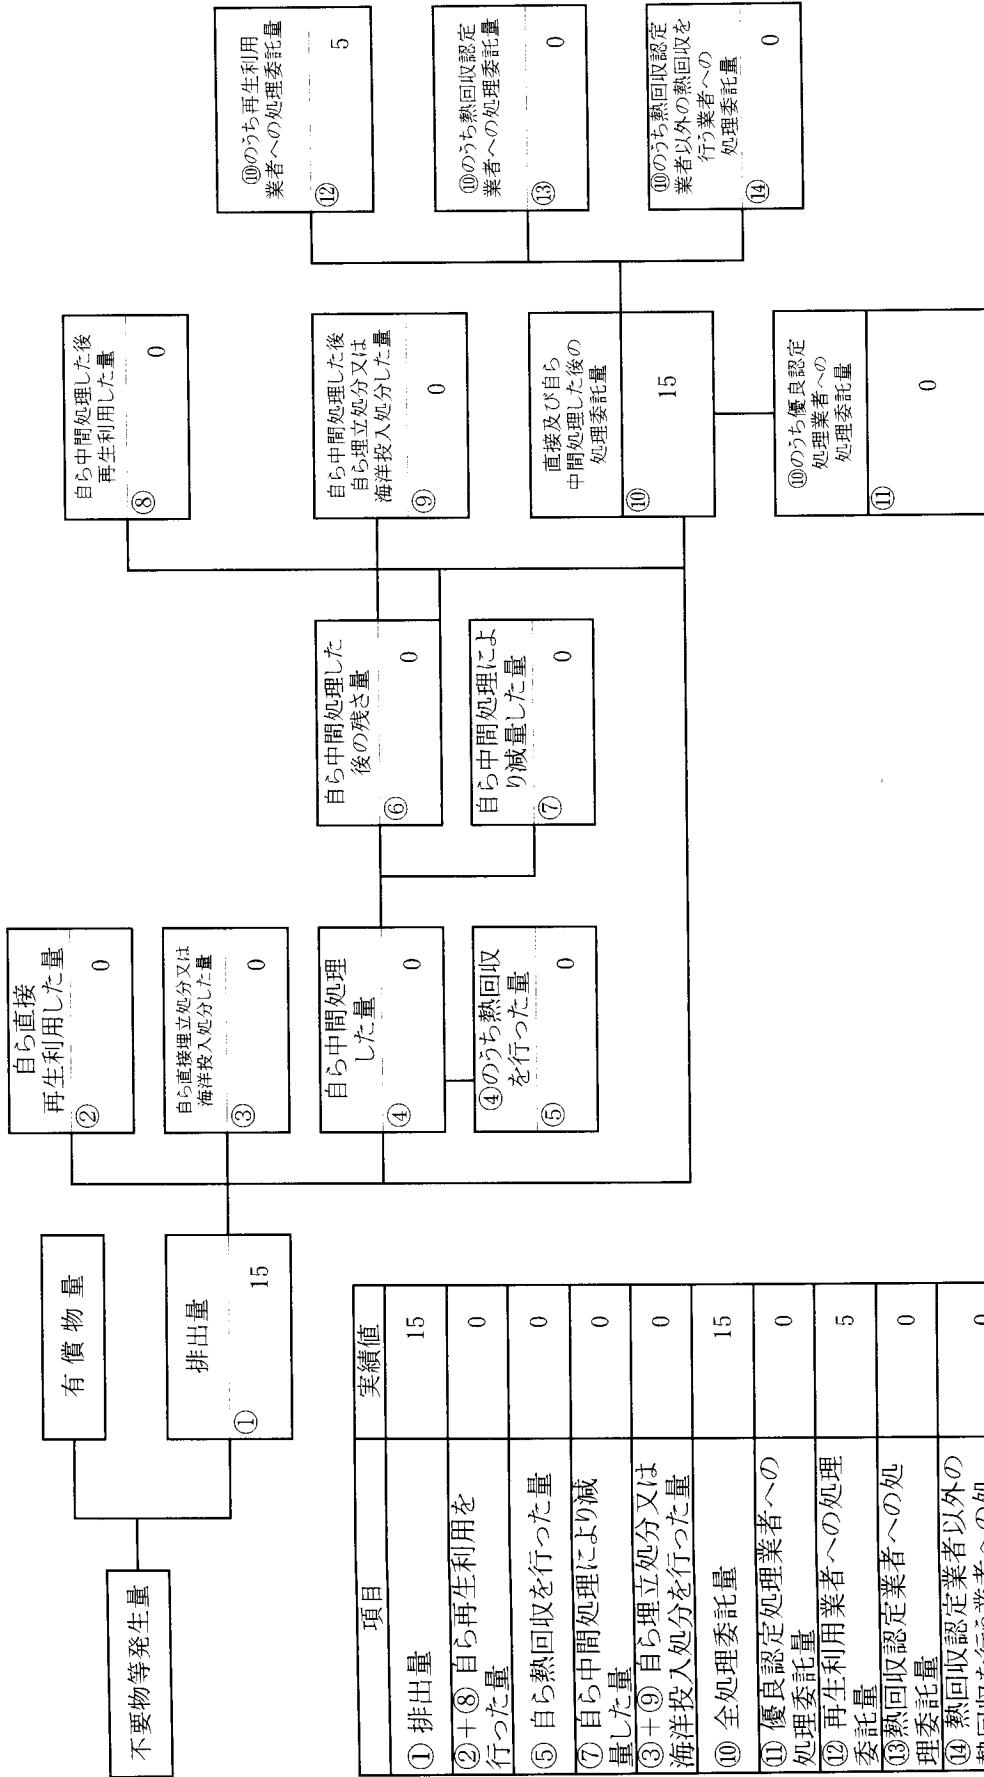 不要物等発生量
有償物量
排出量
① 15
自ら直接
再生利用した量
② 0
自ら直接埋立処分又は
海洋投入処分した量
③ 0
自ら中間処理
した量
④ 0
④のうち熱回収
を行った量
⑤ 0
自ら中間処理した
後の残さ量
⑥ 0
自ら中間処理によ
り減量した量
⑦ 0
自ら中間処理した後
再生利用した量
⑧ 0
自ら中間処理した後
自ら埋立処分又は
海洋投入処分した量
⑨ 0
直接及び自ら
中間処理した後の
処理委託量
⑩ 15
⑩のうち優良認定
処理業者への
処理委託量
⑪ 0
⑩のうち再生利用
業者への処理委託量
⑫ 5
⑩のうち熱回収認定
業者への処理委託量
⑬ 0
⑩のうち熱回収認定
業者以外の熱回収を
行う業者への
処理委託量
⑭ 0
項目 実績値
① 排出量 15
②+⑧ 自ら再生利用を
行った量 0
⑤ 自ら熱回収を行った量 0
⑦ 自ら中間処理により減
量した量 0
③+⑨ 自ら埋立処分又は
海洋投入処分を行った量 0
⑩ 全処理委託量 15
⑪ 優良認定処理業者への
処理委託量 0
⑫ 再生利用業者への処理
委託量 5
⑬熱回収認定業者への処
理委託量 0
⑭ 熱回収認定業者以外の
熱回収を行う業者への処 0